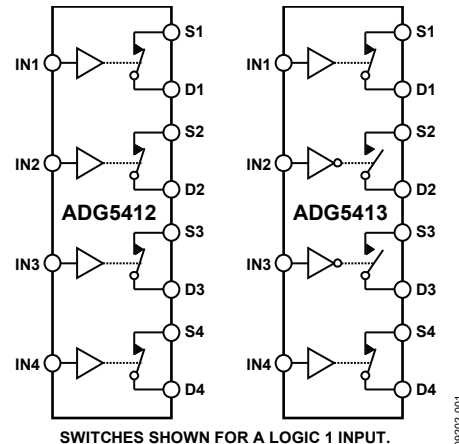 S1
IN1
D1
S2
IN2
D2
ADG5412
S3
IN3
D3
S4
IN4
D4
S1
IN1
D1
S2
IN2
D2
ADG5413
S3
IN3
D3
S4
IN4
D4
SWITCHES SHOWN FOR A LOGIC 1 INPUT.